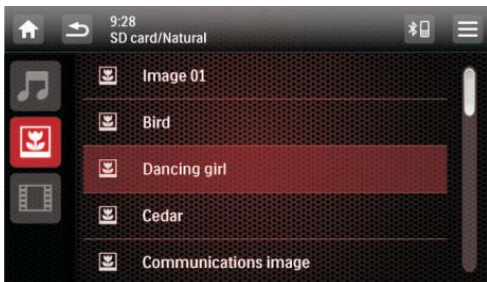 9:28
SD card/Natural
Image 01
Bird
Dancing girl
Cedar
Communications image